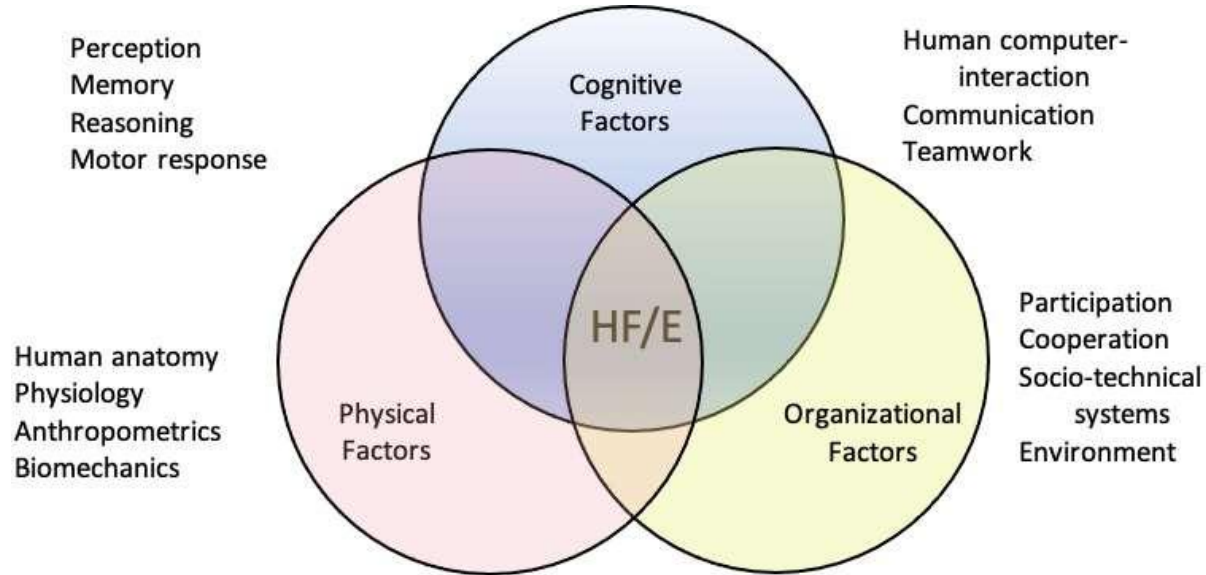 Perception
Memory
Reasoning
Motor response
Cognitive
Factors
Human computer-
interaction
Communication
Teamwork
HF/E
Human anatomy
Physiology
Anthropometrics
Biomechanics
Physical
Factors
Organizational
Factors
Participation
Cooperation
Socio-technical
systems
Environment